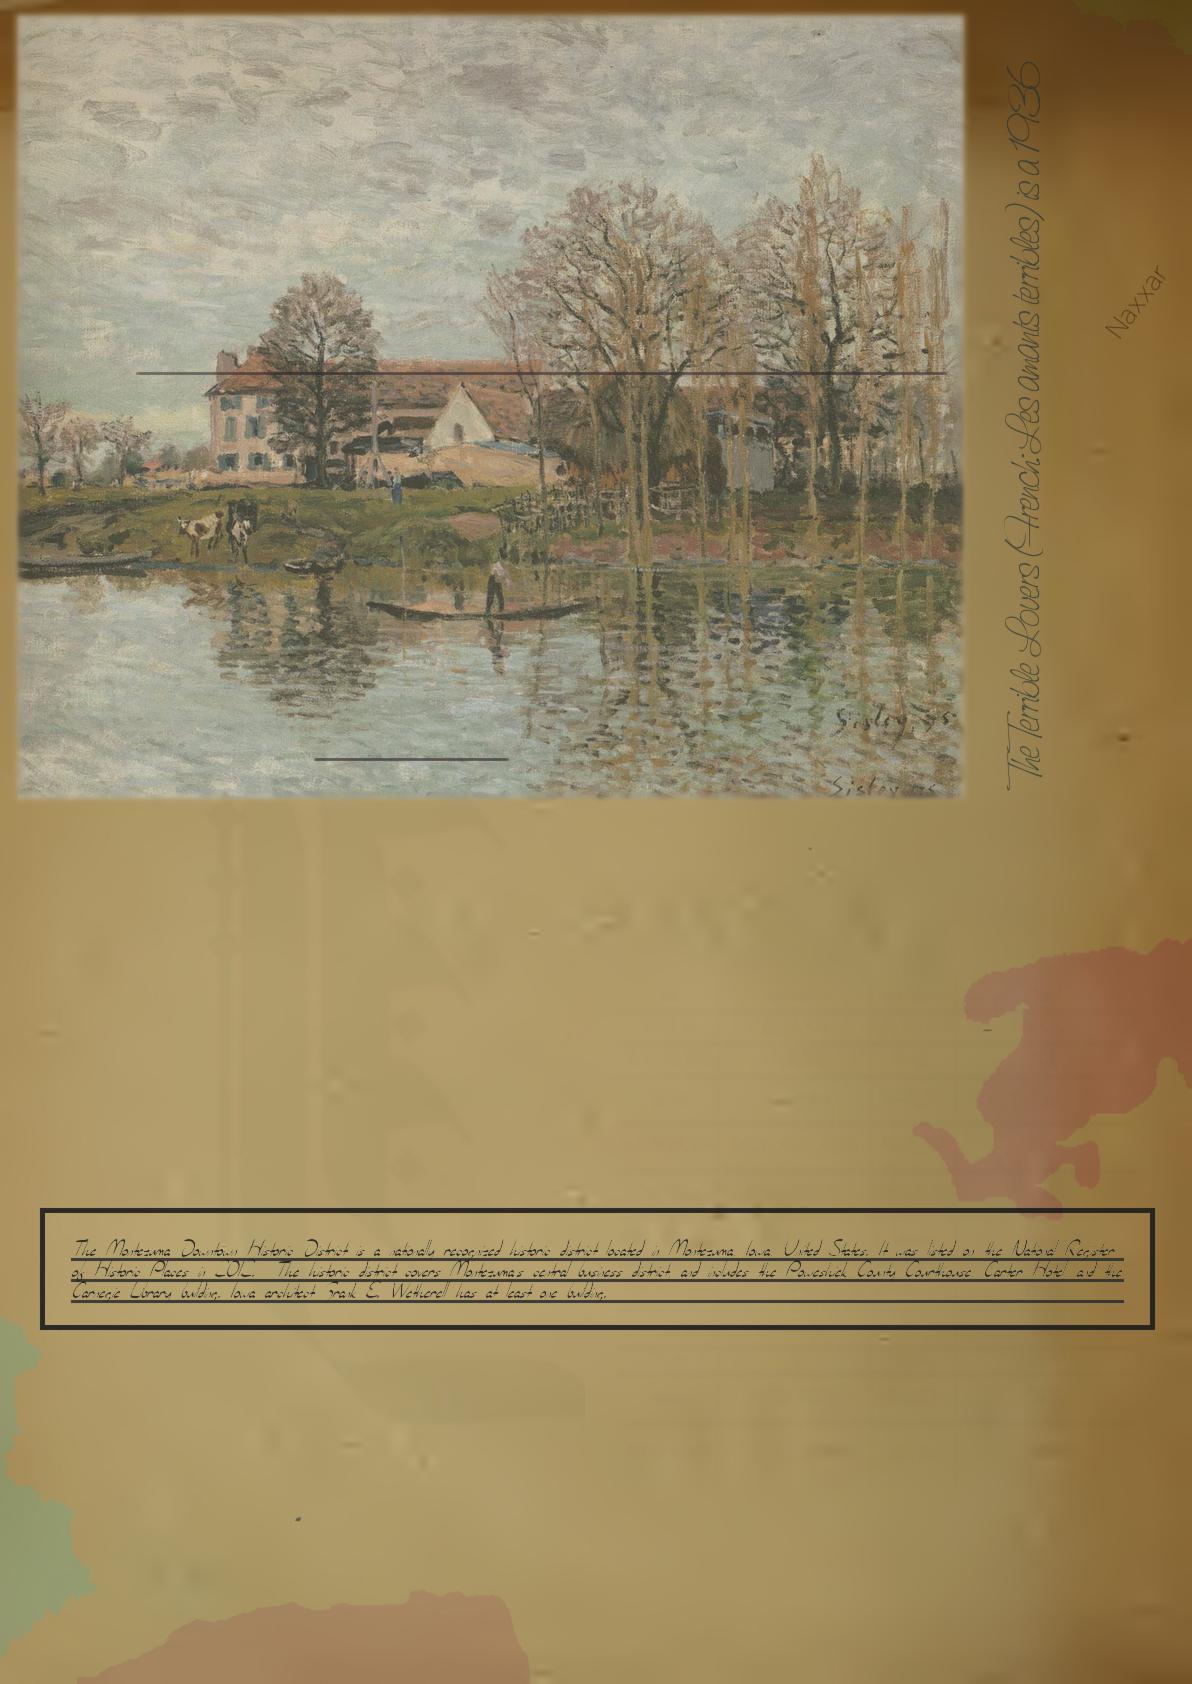 The Terrible Lovers (French: Les amants terribles) is a 1936
Naxxar
Sisley. 75
Sisley. 75
The Montezuma Downtown Historic District is a nationally recognized historic district located in Montezuma, Iowa, United States. It was listed on the National Register
of Historic Places in 2012. The historic district covers Montezuma's central business district and includes the Poweshiek County Courthouse, Carter Hotel and the
Carnegie Library building. Iowa architect Frank E. Wetherell has at least one building.